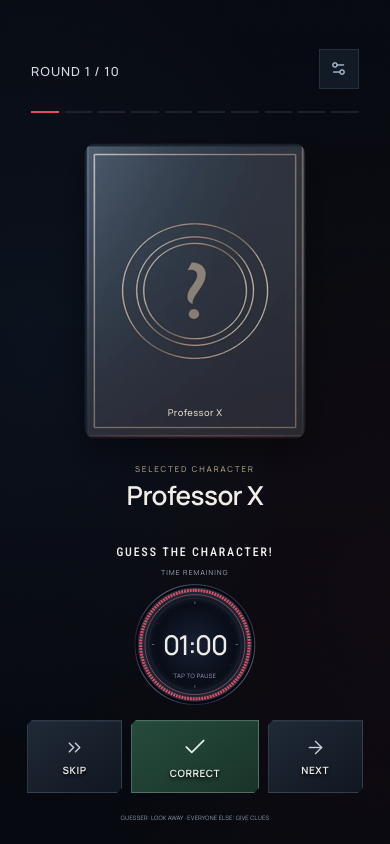 ROUND 1 / 10
?
Professor X
SELECTED CHARACTER
Professor X
GUESS THE CHARACTER!
TIME REMAINING
01:00
TAP TO PAUSE
SKIP
CORRECT
NEXT
GUESSER: LOOK AWAY · EVERYONE ELSE: GIVE CLUES